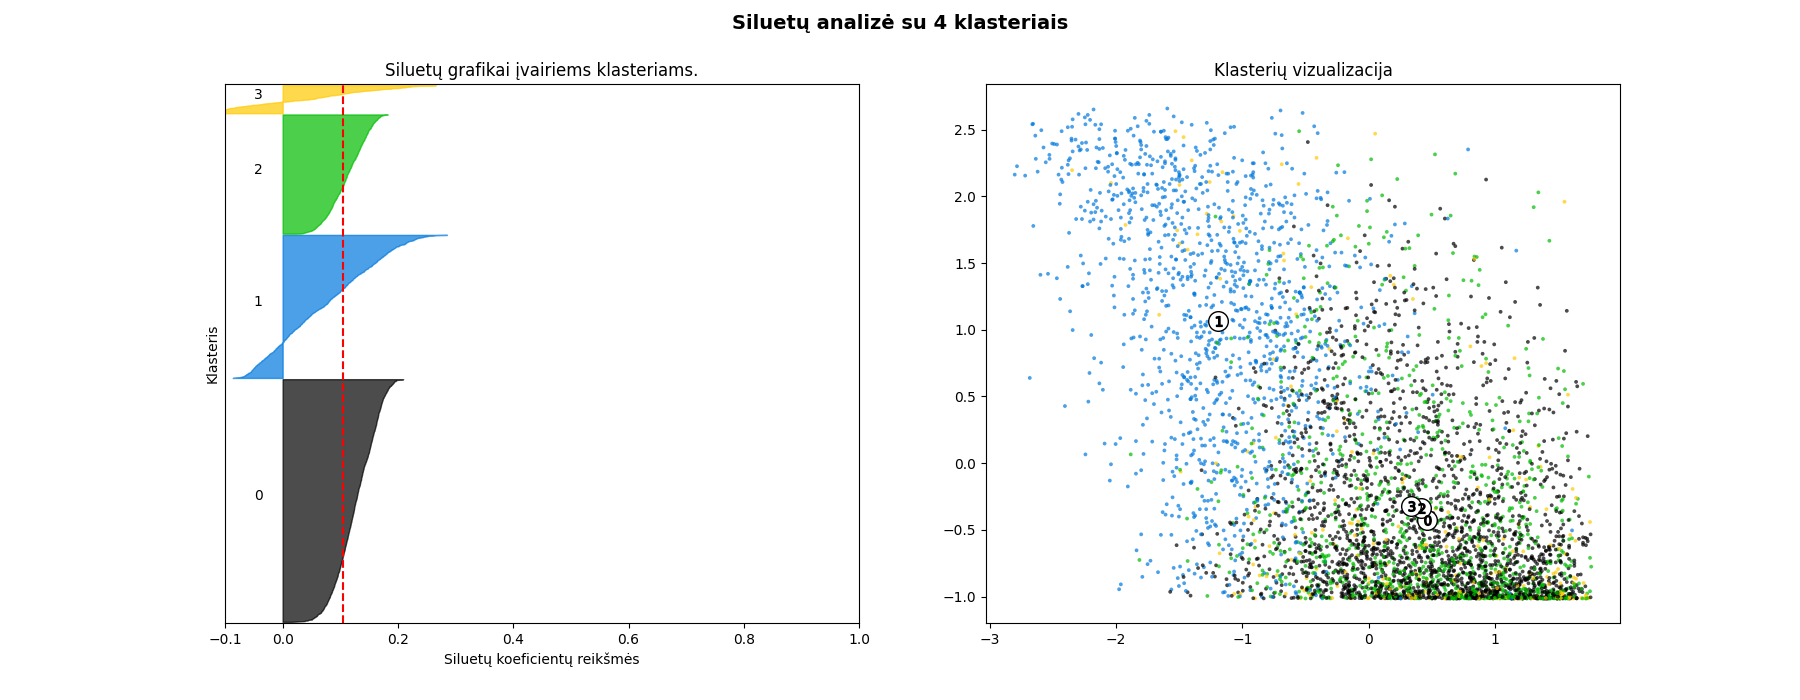 Siluetų analizė su 4 klasteriais
Siluetų grafikai įvairiems klasteriams.
3
2
1
0
Klasteris
−0.1 0.0 0.2 0.4 0.6 0.8 1.0
Siluetų koeficientų reikšmės
Klasterių vizualizacija
2.5
2.0
1.5
1.0
0.5
0.0
−0.5
−1.0
1
3 2
0
−3 −2 −1 0 1